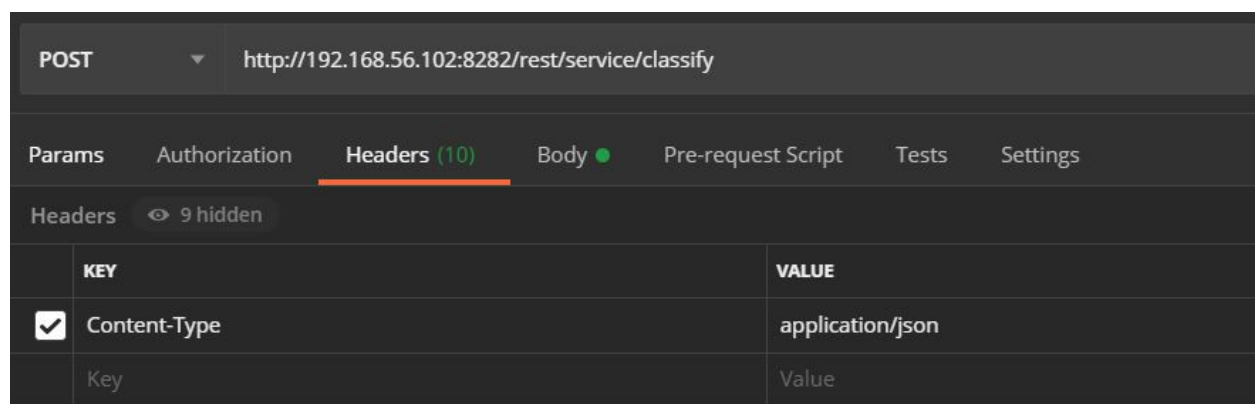 POST http://192.168.56.102:8282/rest/service/classify
Params Authorization Headers (10) Body Pre-request Script Tests Settings
Headers 9 hidden
KEY VALUE
Content-Type application/json
Key Value